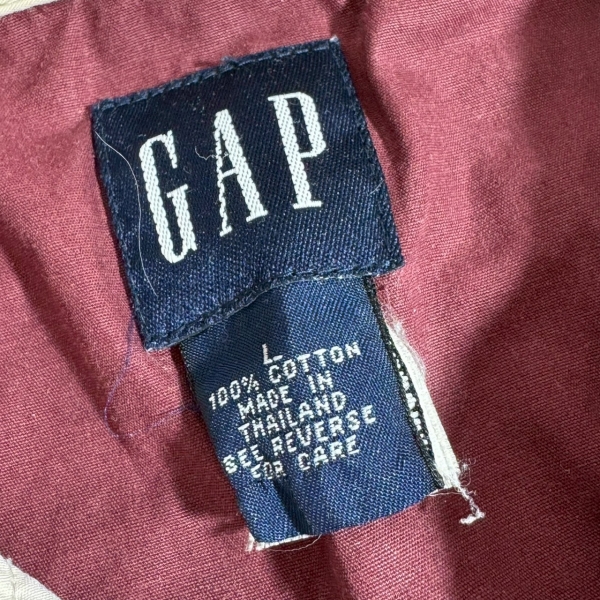 GAP
L
100% COTTON
MADE IN
THAILAND
SEE REVERSE
FOR CARE